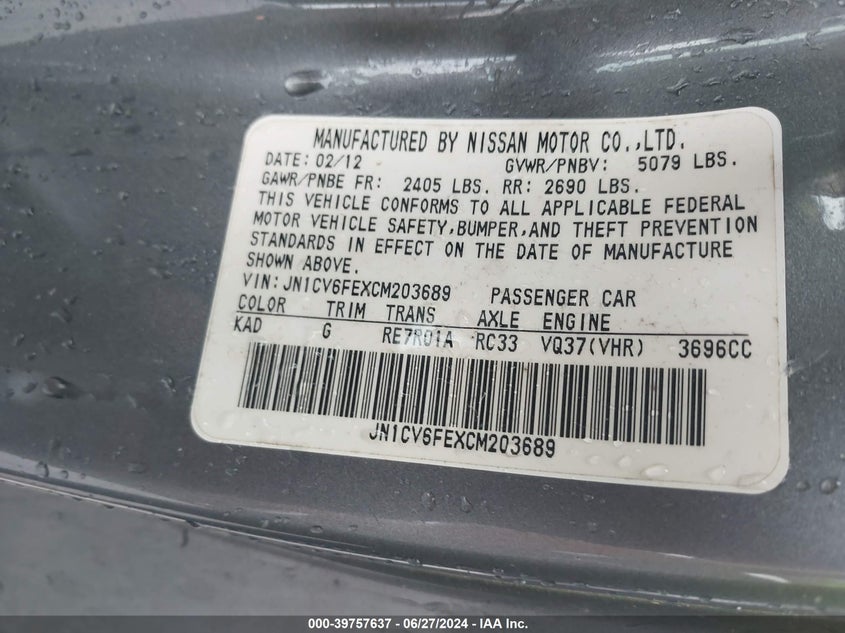 MANUFACTURED BY NISSAN MOTOR CO.,LTD.
DATE: 02/12 GVWR/PNBV: 5079 LBS.
GAWR/PNBE FR: 2405 LBS. RR: 2690 LBS.
THIS VEHICLE CONFORMS TO ALL APPLICABLE FEDERAL
MOTOR VEHICLE SAFETY,BUMPER,AND THEFT PREVENTION
STANDARDS IN EFFECT ON THE DATE OF MANUFACTURE
SHOWN ABOVE.
VIN: JN1CV6FEXCM203689 PASSENGER CAR
COLOR TRIM TRANS AXLE ENGINE
KAD G RE7R01A RC33 VQ37(VHR) 3696CC
JN1CV6FEXCM203689
000-39757637 - 06/27/2024 - IAA Inc.